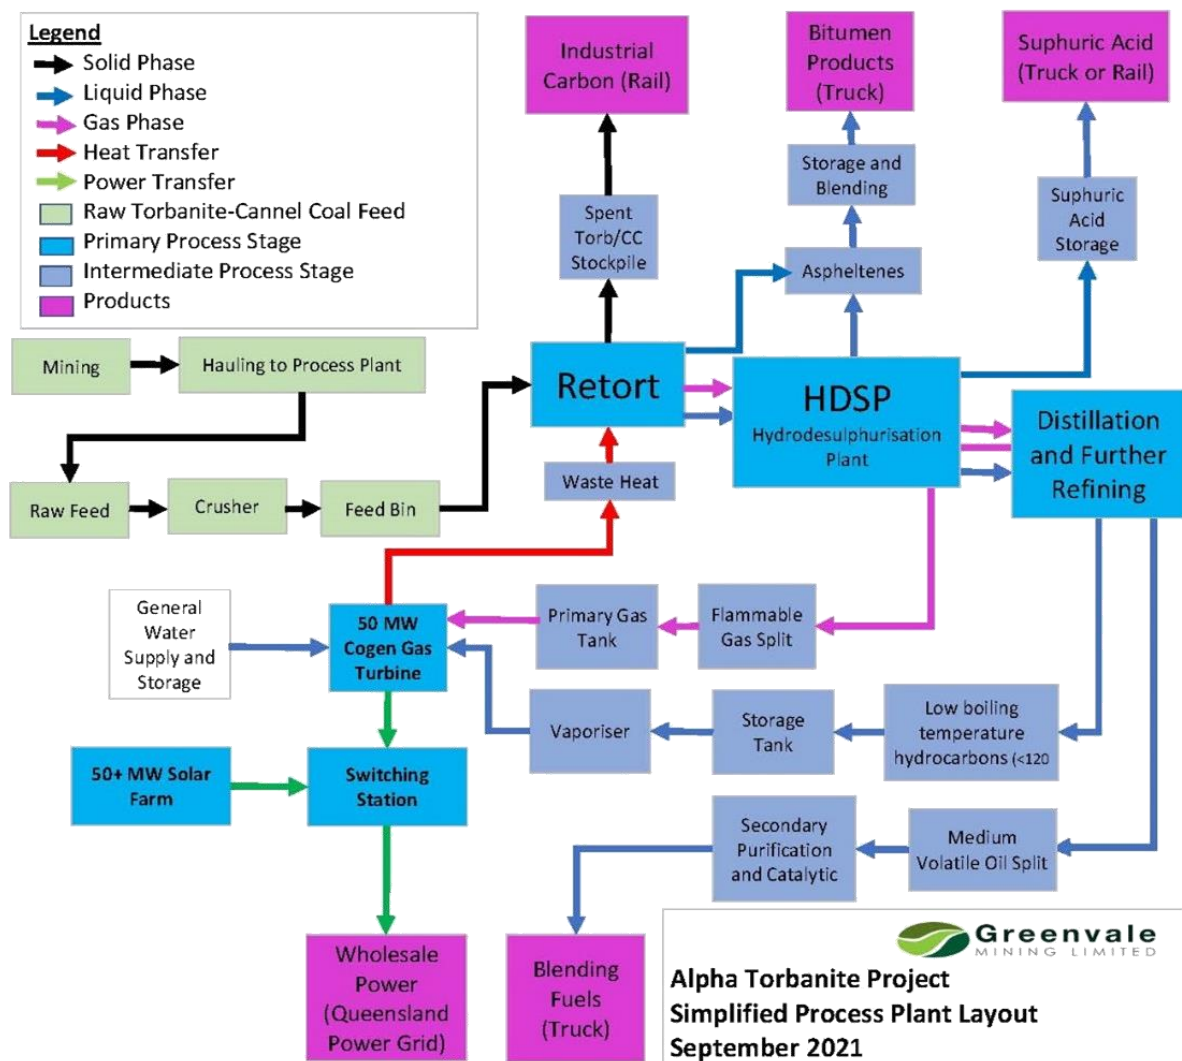 Legend
Solid Phase
Liquid Phase
Gas Phase
Heat Transfer
Power Transfer
Raw Torbanite-Cannel Coal Feed
Primary Process Stage
Intermediate Process Stage
Products
Industrial
Carbon (Rail)
Bitumen
Products
(Truck)
Suphuric Acid
(Truck or Rail)
Storage and
Blending
Spent
Torb/CC
Stockpile
Suphuric
Acid
Storage
Aspheltenes
Mining
Hauling to Process Plant
Retort
HDSP
Hydrodesulphurisation
Plant
Distillation
and Further
Refining
Waste Heat
Raw Feed
Crusher
Feed Bin
General
Water
Supply and
Storage
50 MW
Cogen Gas
Turbine
Primary Gas
Tank
Flammable
Gas Split
Vaporiser
Storage
Tank
Low boiling
temperature
hydrocarbons (<120
50+ MW Solar
Farm
Switching
Station
Secondary
Purification
and Catalytic
Medium
Volatile Oil Split
Wholesale
Power
(Queensland
Power Grid)
Blending
Fuels
(Truck)
Greenvale
MINING LIMITED
Alpha Torbanite Project
Simplified Process Plant Layout
September 2021